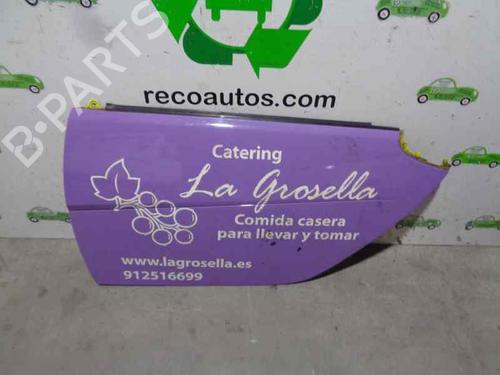 recoautos.com
B-PARTS
Catering
La Grosella
Comida casera
para llevar y tomar
www.lagrosella.es
912516699